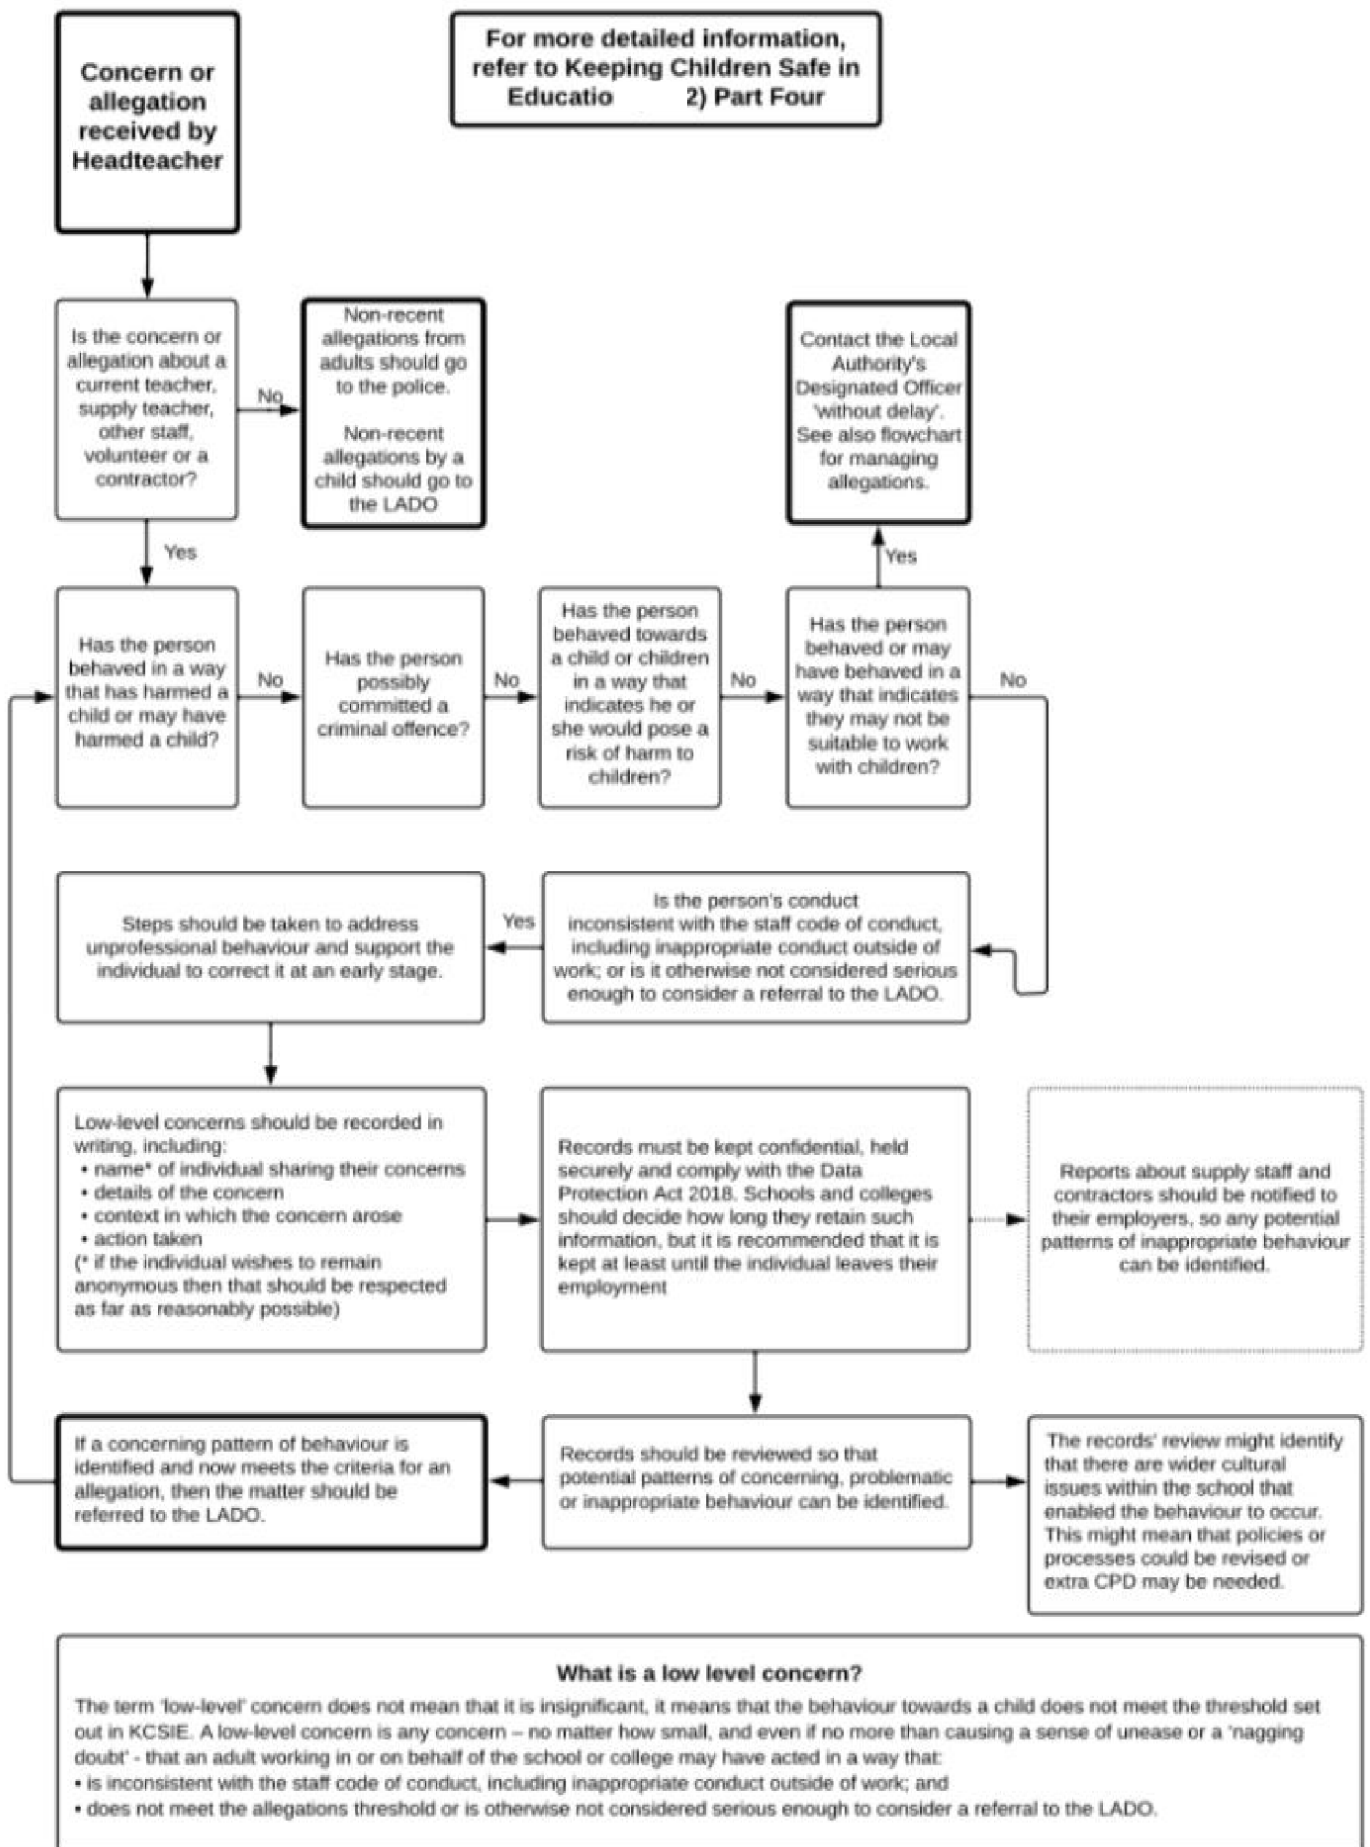 Concern or
allegation
received by
Headteacher
For more detailed information,
refer to Keeping Children Safe in
Educatio 2) Part Four
Is the concern or
allegation about a
current teacher,
supply teacher,
other staff,
volunteer or a
contractor?
No
Non-recent
allegations from
adults should go
to the police.
Non-recent
allegations by a
child should go to
the LADO
Contact the Local
Authority's
Designated Officer
'without delay'.
See also flowchart
for managing
allegations.
Yes
Yes
Has the person
behaved in a way
that has harmed a
child or may have
harmed a child?
No
Has the person
possibly
committed a
criminal offence?
No
Has the person
behaved towards
a child or children
in a way that
indicates he or
she would pose a
risk of harm to
children?
No
Has the person
behaved or may
have behaved in a
way that indicates
they may not be
suitable to work
with children?
No
Steps should be taken to address
unprofessional behaviour and support the
individual to correct it at an early stage.
Yes
Is the person's conduct
inconsistent with the staff code of conduct,
including inappropriate conduct outside of
work; or is it otherwise not considered serious
enough to consider a referral to the LADO.
Low-level concerns should be recorded in
writing, including:
• name* of individual sharing their concerns
• details of the concern
• context in which the concern arose
• action taken
(* if the individual wishes to remain
anonymous then that should be respected
as far as reasonably possible)
Records must be kept confidential, held
securely and comply with the Data
Protection Act 2018. Schools and colleges
should decide how long they retain such
information, but it is recommended that it is
kept at least until the individual leaves their
employment
Reports about supply staff and
contractors should be notified to
their employers, so any potential
patterns of inappropriate behaviour
can be identified.
If a concerning pattern of behaviour is
identified and now meets the criteria for an
allegation, then the matter should be
referred to the LADO.
Records should be reviewed so that
potential patterns of concerning, problematic
or inappropriate behaviour can be identified.
The records' review might identify
that there are wider cultural
issues within the school that
enabled the behaviour to occur.
This might mean that policies or
processes could be revised or
extra CPD may be needed.
What is a low level concern?
The term 'low-level' concern does not mean that it is insignificant, it means that the behaviour towards a child does not meet the threshold set
out in KCSIE. A low-level concern is any concern – no matter how small, and even if no more than causing a sense of unease or a 'nagging
doubt' - that an adult working in or on behalf of the school or college may have acted in a way that:
• is inconsistent with the staff code of conduct, including inappropriate conduct outside of work; and
• does not meet the allegations threshold or is otherwise not considered serious enough to consider a referral to the LADO.